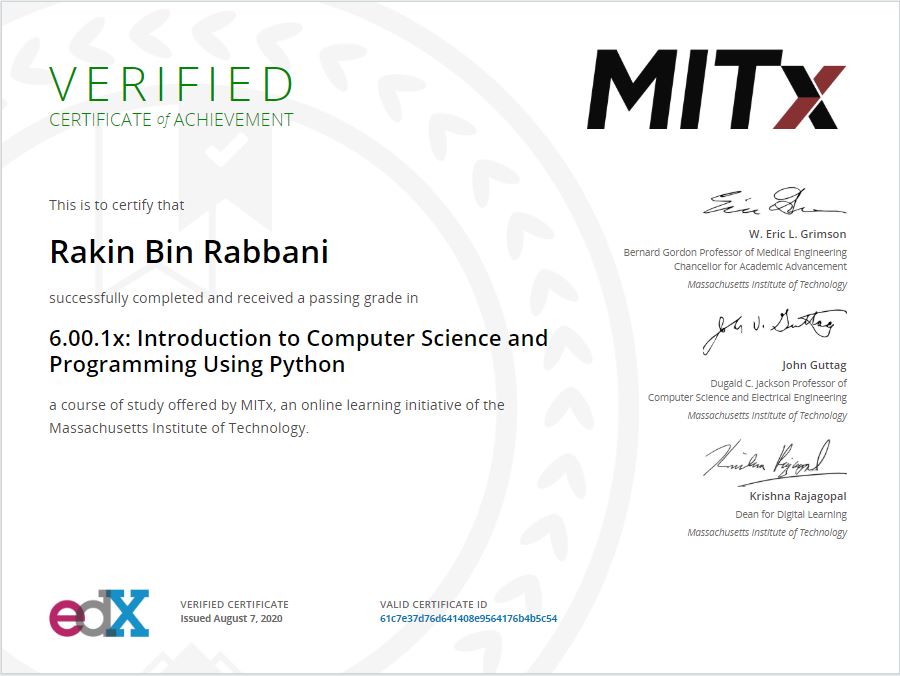 VERIFIED
CERTIFICATE of ACHIEVEMENT
MITx
This is to certify that
Rakin Bin Rabbani
successfully completed and received a passing grade in
6.00.1x: Introduction to Computer Science and
Programming Using Python
a course of study offered by MITx, an online learning initiative of the
Massachusetts Institute of Technology.
W. Eric L. Grimson
Bernard Gordon Professor of Medical Engineering
Chancellor for Academic Advancement
Massachusetts Institute of Technology
John V. Guttag
John Guttag
Dugald C. Jackson Professor of
Computer Science and Electrical Engineering
Massachusetts Institute of Technology
Krishna Rajagopal
Krishna Rajagopal
Dean for Digital Learning
Massachusetts Institute of Technology
edX
VERIFIED CERTIFICATE
Issued August 7, 2020
VALID CERTIFICATE ID
61c7e37d76d641408e9564176b4b5c54